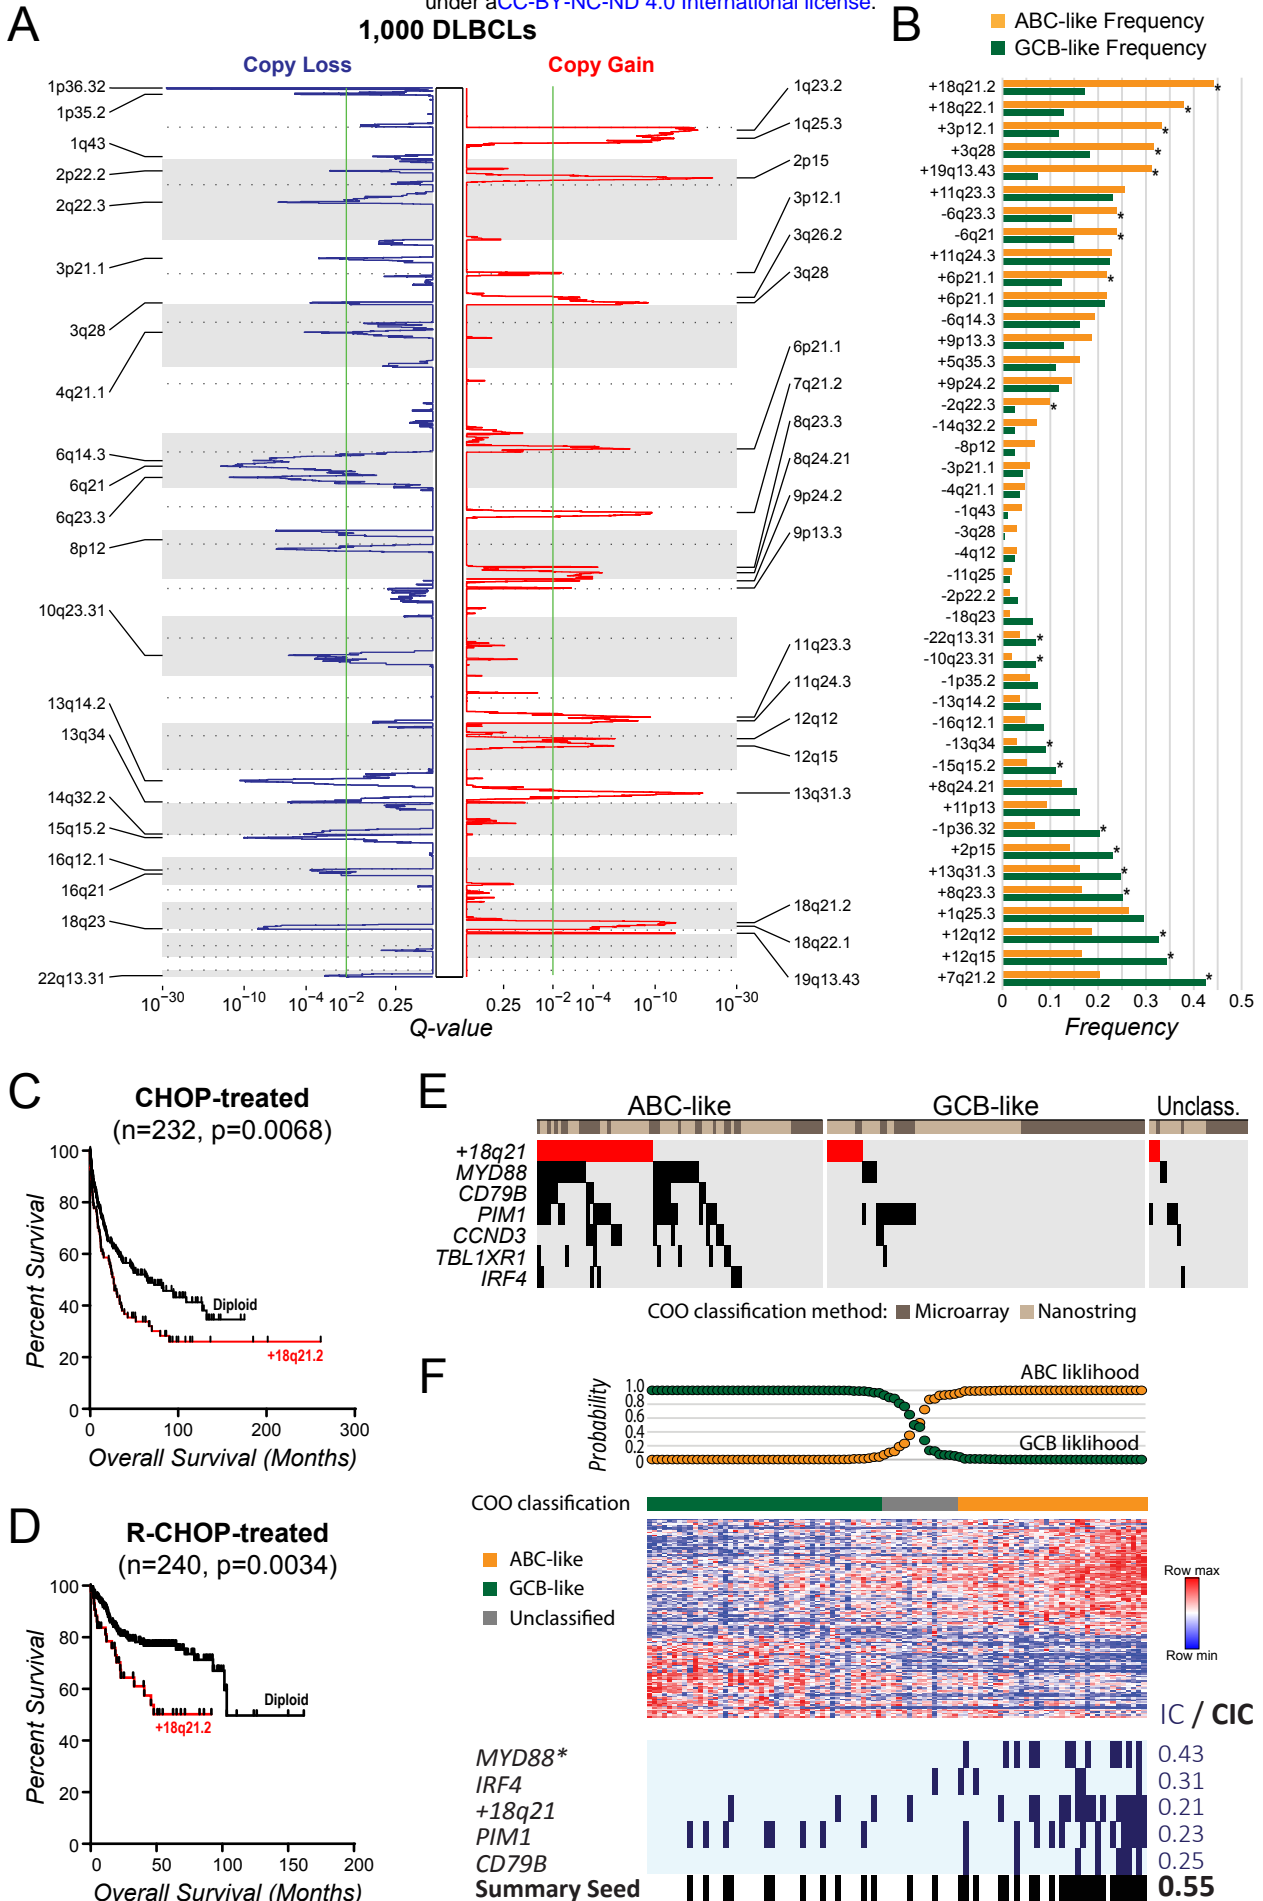 under aCC-BY-NC-ND 4.0 International license.
A
1,000 DLBCLs
Copy Loss
Copy Gain
1p36.32
1p35.2
1q43
2p22.2
2q22.3
3p21.1
3q28
4q21.1
6q14.3
6q21
6q23.3
8p12
10q23.31
13q14.2
13q34
14q32.2
15q15.2
16q12.1
16q21
18q23
22q13.31
1q23.2
1q25.3
2p15
3p12.1
3q26.2
3q28
6p21.1
7q21.2
8q23.3
8q24.21
9p24.2
9p13.3
11q23.3
11q24.3
12q12
12q15
13q31.3
18q21.2
18q22.1
19q13.43
10−30 10−10 10−4 10−2 0.25 0.25 10−2 10−4 10−10 10−30
Q-value
B
ABC-like Frequency
GCB-like Frequency
+18q21.2 *
+18q22.1 *
+3p12.1 *
+3q28 *
+19q13.43 *
+11q23.3
-6q23.3 *
-6q21 *
+11q24.3
+6p21.1 *
+6p21.1
-6q14.3
+9p13.3
+5q35.3
+9p24.2
-2q22.3 *
-14q32.2
-8p12
-3p21.1
-4q21.1
-1q43
-3q28
-4q12
-11q25
-2p22.2
-18q23
-22q13.31 *
-10q23.31 *
-1p35.2
-13q14.2
-16q12.1
-13q34 *
-15q15.2 *
+8q24.21
+11p13
-1p36.32 *
+2p15 *
+13q31.3 *
+8q23.3 *
+1q25.3
+12q12 *
+12q15 *
+7q21.2 *
0 0.1 0.2 0.3 0.4 0.5
Frequency
C
CHOP-treated
(n=232, p=0.0068)
Percent Survival
100
80
60
40
20
0
Diploid
+18q21.2
0 100 200 300
Overall Survival (Months)
D
R-CHOP-treated
(n=240, p=0.0034)
Percent Survival
100
80
60
40
20
0
Diploid
+18q21.2
0 50 100 150 200
Overall Survival (Months)
E
ABC-like GCB-like Unclass.
+18q21
MYD88
CD79B
PIM1
CCND3
TBL1XR1
IRF4
COO classification method: Microarray Nanostring
F
Probability
1.0
0.8
0.6
0.4
0.2
0
ABC liklihood
GCB liklihood
COO classification
ABC-like
GCB-like
Unclassified
Row max
Row min
IC / CIC
MYD88* 0.43
IRF4 0.31
+18q21 0.21
PIM1 0.23
CD79B 0.25
Summary Seed 0.55